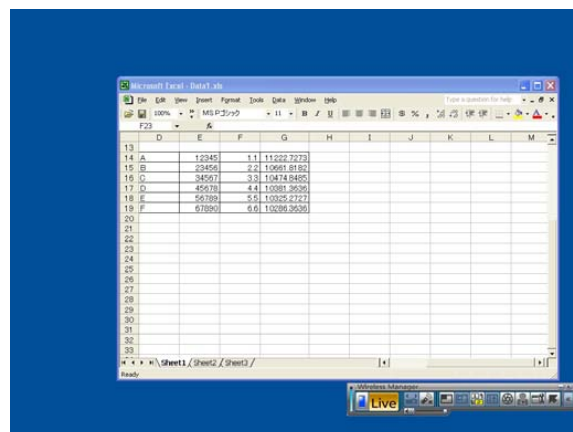 Microsoft Excel - Data1.xls
File Edit View Insert Format Tools Data Window Help Type a question for help
100% MS Pゴシック 11 B I U $ % ,
F23 fx
D E F G H I J K L M
13
14 A 12345 1.1 11222.7273
15 B 23456 2.2 10661.8182
16 C 34567 3.3 10474.8485
17 D 45678 4.4 10381.3636
18 E 56789 5.5 10325.2727
19 F 67890 6.6 10286.3636
20
21
22
23
24
25
26
27
28
29
30
31
32
33
Sheet1 Sheet2 Sheet3
Ready
Wireless Manager
Live